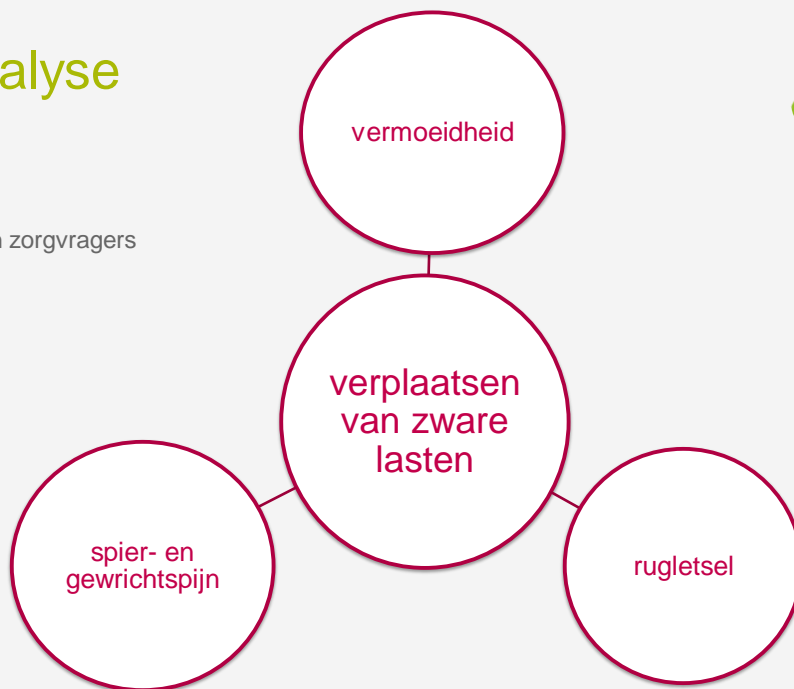 alyse
zorgvragers
vermoeidheid
verplaatsen
van zware
lasten
spier- en
gewrichtspijn
rugletsel